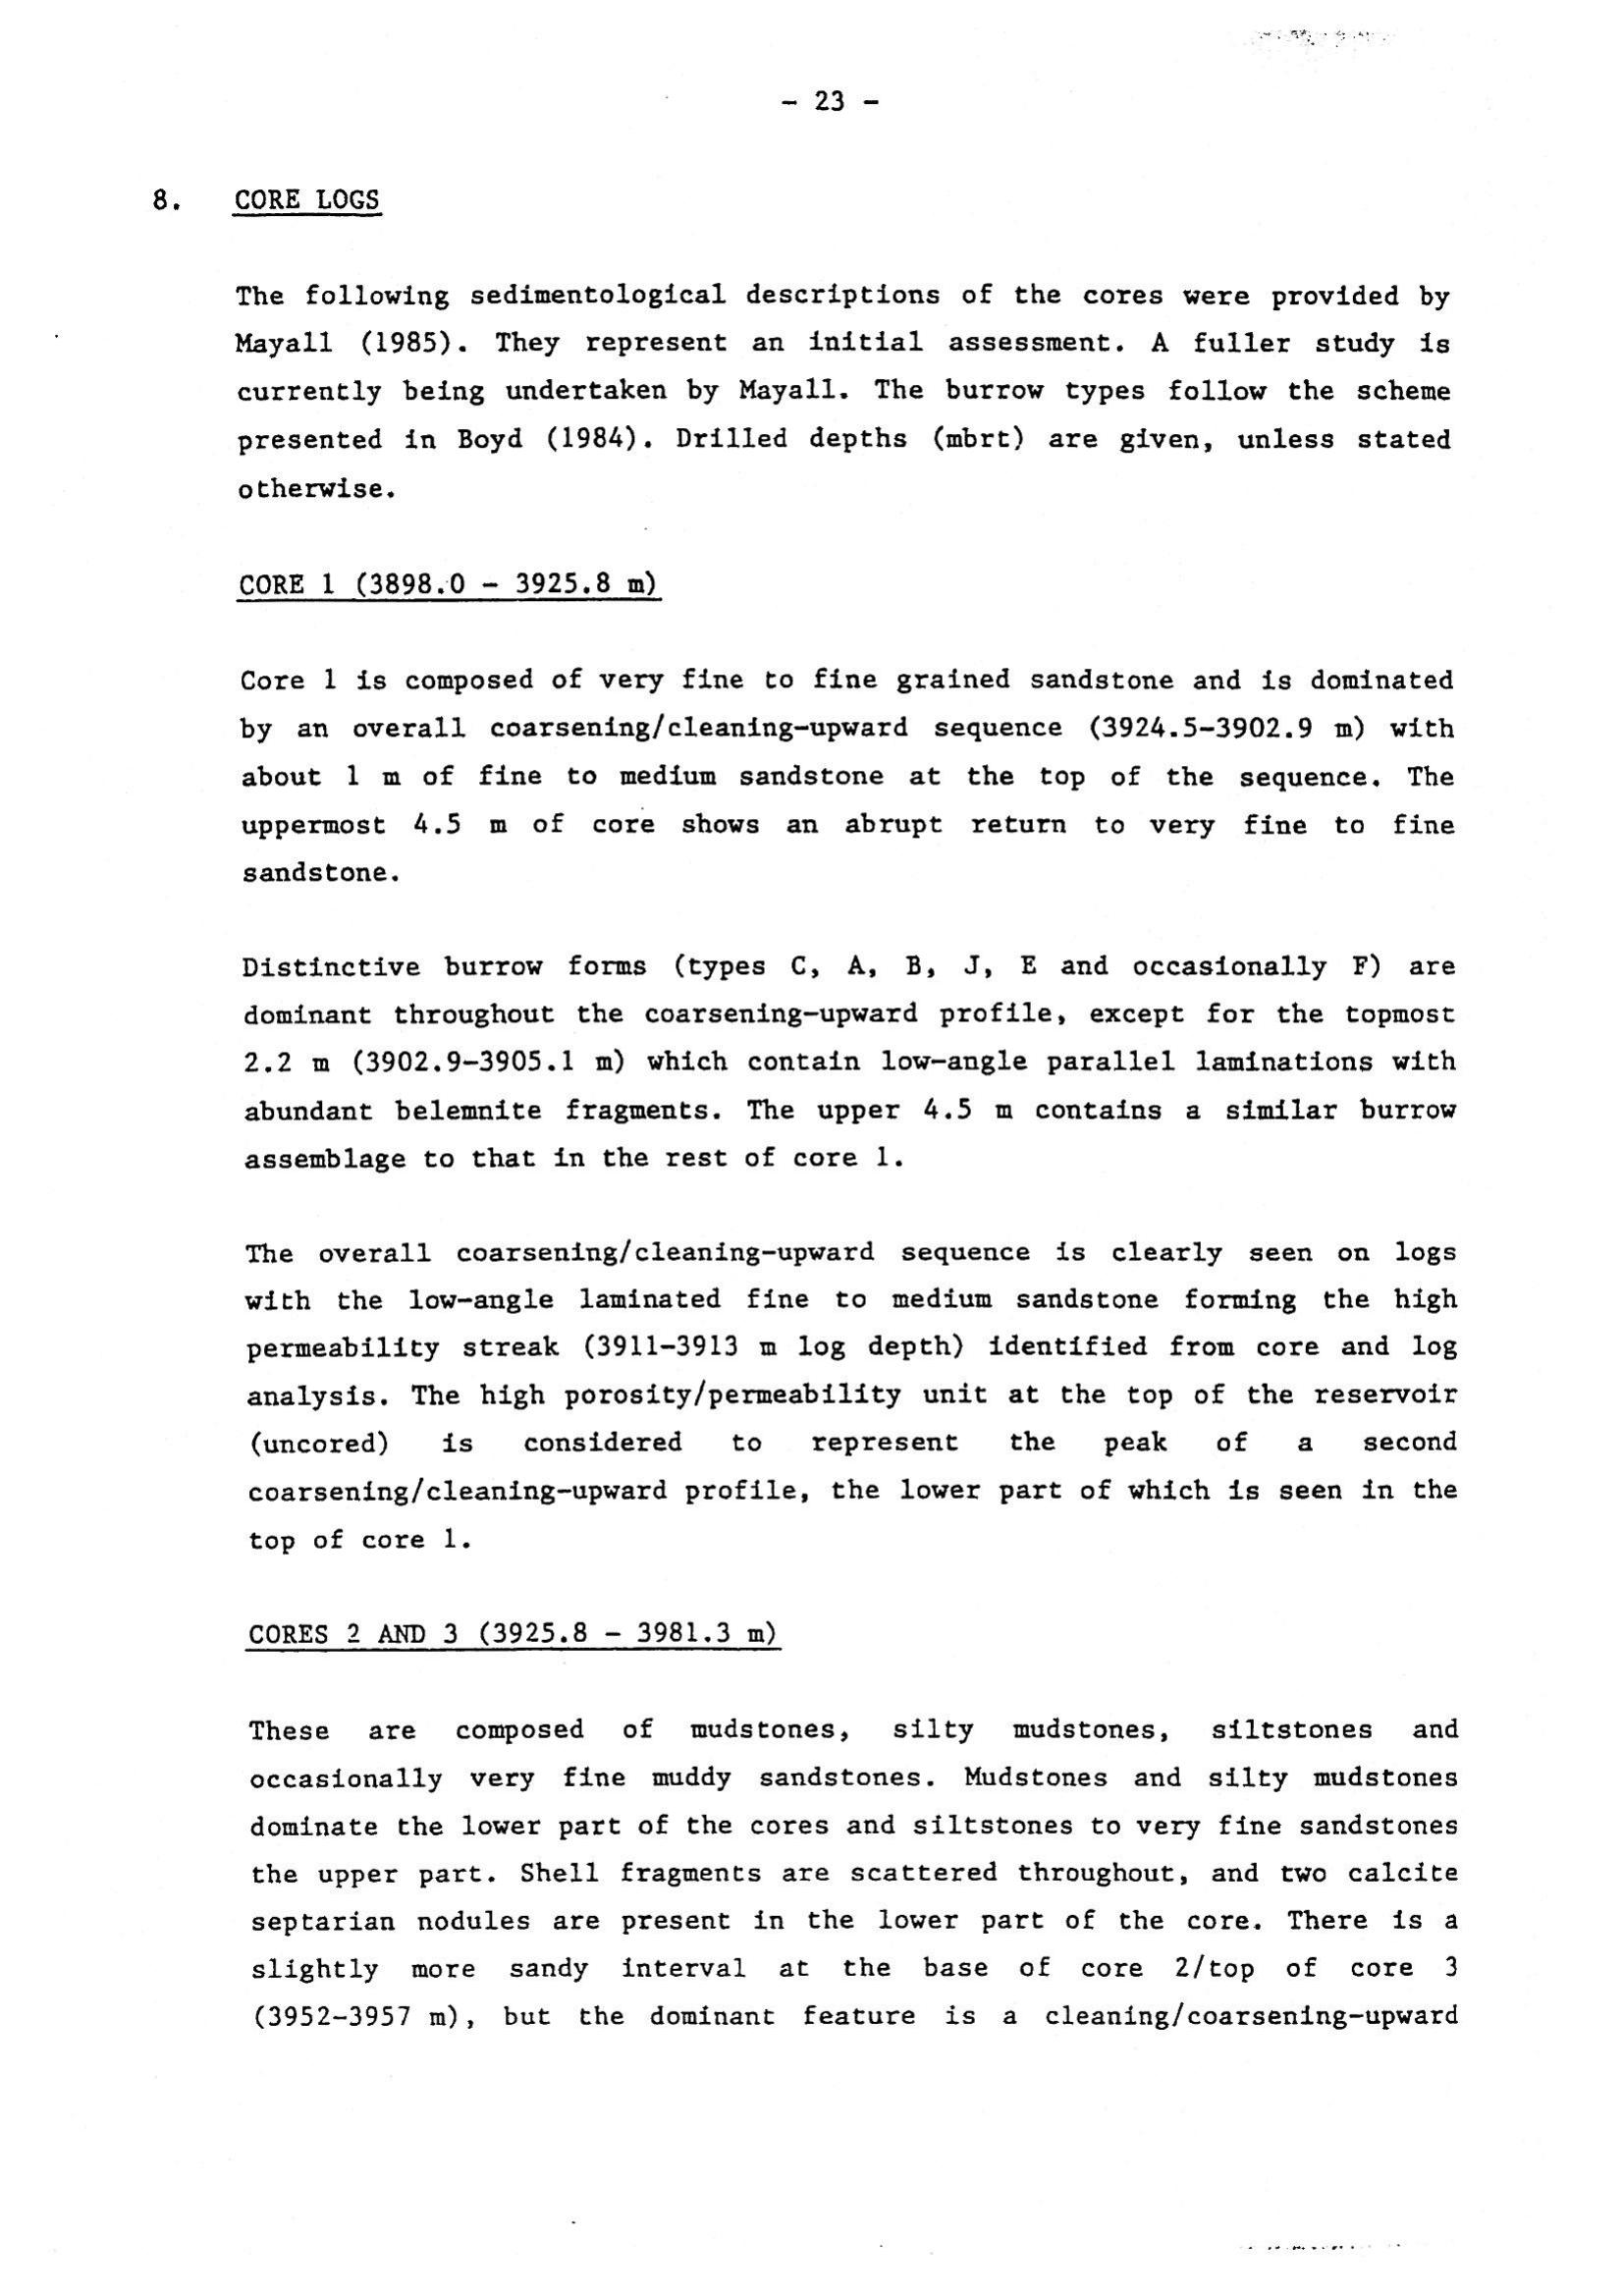 - 23 -
8. CORE LOGS
The following sedimentological descriptions of the cores were provided by
Mayall (1985). They represent an initial assessment. A fuller study is
currently being undertaken by Mayall. The burrow types follow the scheme
presented in Boyd (1984). Drilled depths (mbrt) are given, unless stated
otherwise.
CORE 1 (3898.0 - 3925.8 m)
Core 1 is composed of very fine to fine grained sandstone and is dominated
by an overall coarsening/cleaning-upward sequence (3924.5-3902.9 m) with
about 1 m of fine to medium sandstone at the top of the sequence. The
uppermost 4.5 m of core shows an abrupt return to very fine to fine
sandstone.
Distinctive burrow forms (types C, A, B, J, E and occasionally F) are
dominant throughout the coarsening-upward profile, except for the topmost
2.2 m (3902.9-3905.1 m) which contain low-angle parallel laminations with
abundant belemnite fragments. The upper 4.5 m contains a similar burrow
assemblage to that in the rest of core 1.
The overall coarsening/cleaning-upward sequence is clearly seen on logs
with the low-angle laminated fine to medium sandstone forming the high
permeability streak (3911-3913 m log depth) identified from core and log
analysis. The high porosity/permeability unit at the top of the reservoir
(uncored) is considered to represent the peak of a second
coarsening/cleaning-upward profile, the lower part of which is seen in the
top of core 1.
CORES 2 AND 3 (3925.8 - 3981.3 m)
These are composed of mudstones, silty mudstones, siltstones and
occasionally very fine muddy sandstones. Mudstones and silty mudstones
dominate the lower part of the cores and siltstones to very fine sandstones
the upper part. Shell fragments are scattered throughout, and two calcite
septarian nodules are present in the lower part of the core. There is a
slightly more sandy interval at the base of core 2/top of core 3
(3952-3957 m), but the dominant feature is a cleaning/coarsening-upward